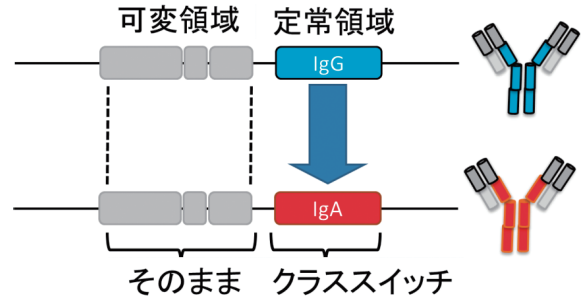 可変領域
定常領域
IgG
IgA
そのまま
クラススイッチ